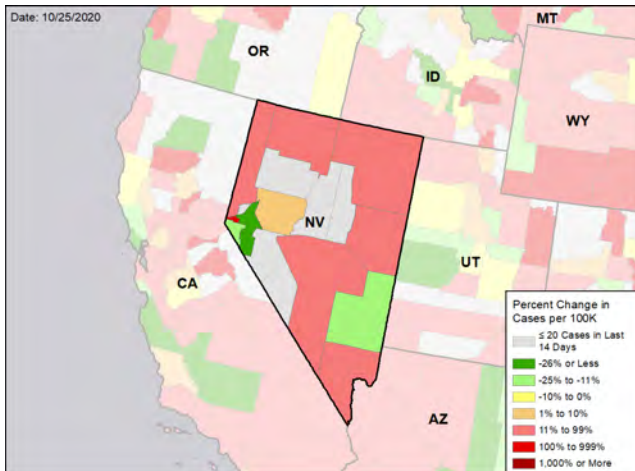 Date: 10/25/2020
MT
OR
ID
WY
NV
UT
CA
AZ
Percent Change in
Cases per 100K
≤ 20 Cases in Last
14 Days
-26% or Less
-25% to -11%
-10% to 0%
1% to 10%
11% to 99%
100% to 999%
1,000% or More